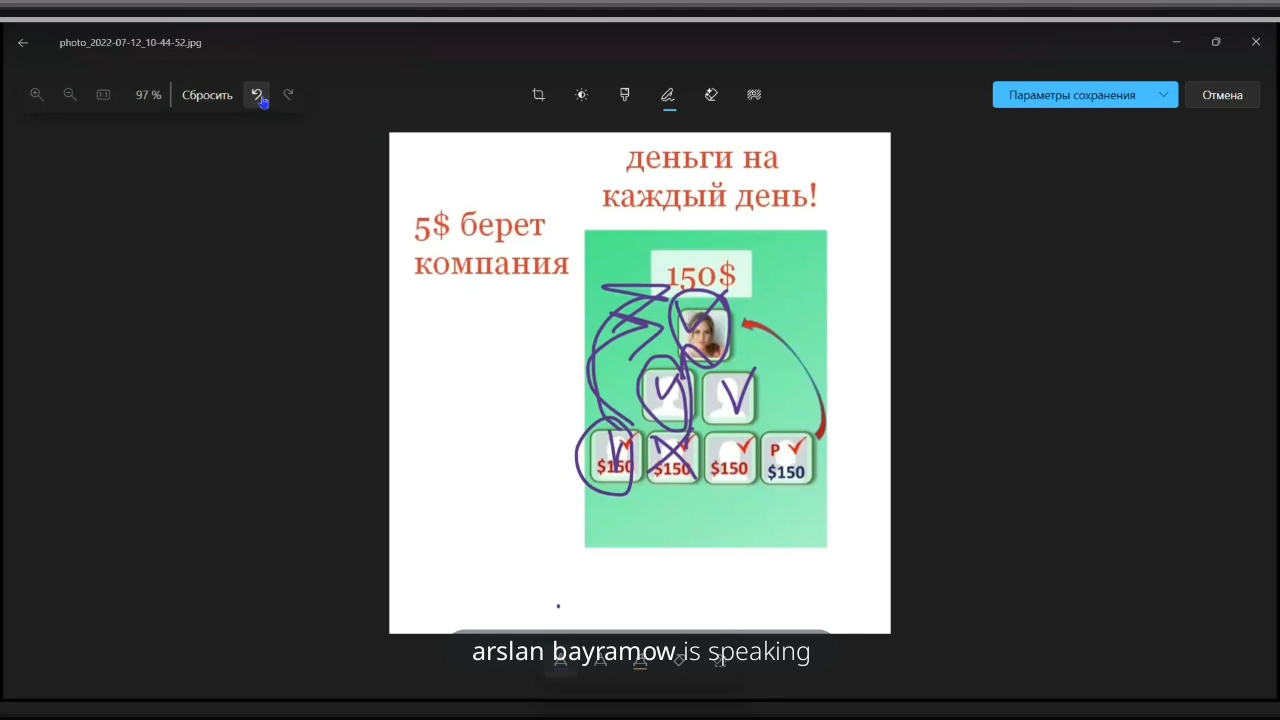 photo_2022-07-12_10-44-52.jpg
97 %
Сбросить
Параметры сохранения
Отмена
деньги на
каждый день!
5$ берет
компания
150$
$150
$150
$150
P
$150
arslan bayramow is speaking